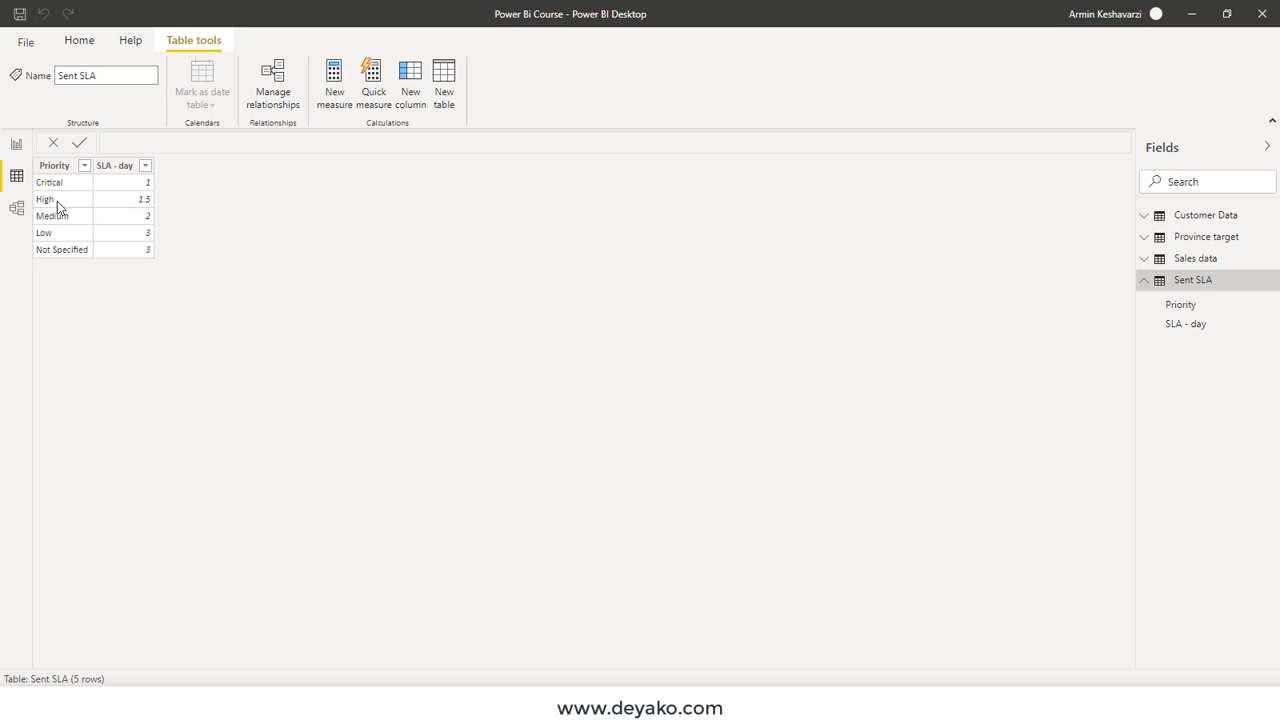 Power Bi Course - Power BI Desktop
Armin Keshavarzi
File
Home
Help
Table tools
Name
Sent SLA
Mark as date
table
Manage
relationships
New
measure
Quick
measure
New
column
New
table
Structure
Calendars
Relationships
Calculations
Priority
SLA - day
Critical
1
High
1.5
Medium
2
Low
3
Not Specified
3
Fields
Search
Customer Data
Province target
Sales data
Sent SLA
Priority
SLA - day
Table: Sent SLA (5 rows)
www.deyako.com